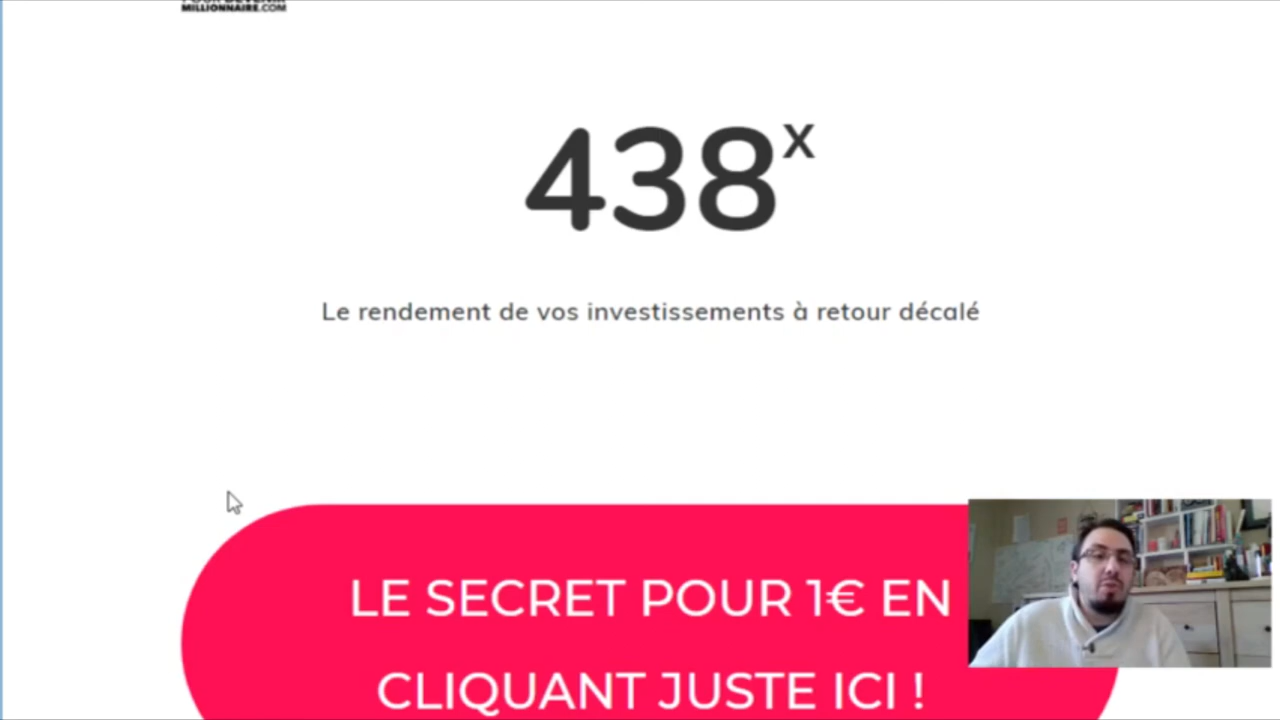 MILLIONNAIRE.COM
438x
Le rendement de vos investissements à retour décalé
LE SECRET POUR 1€ EN
CLIQUANT JUSTE ICI !